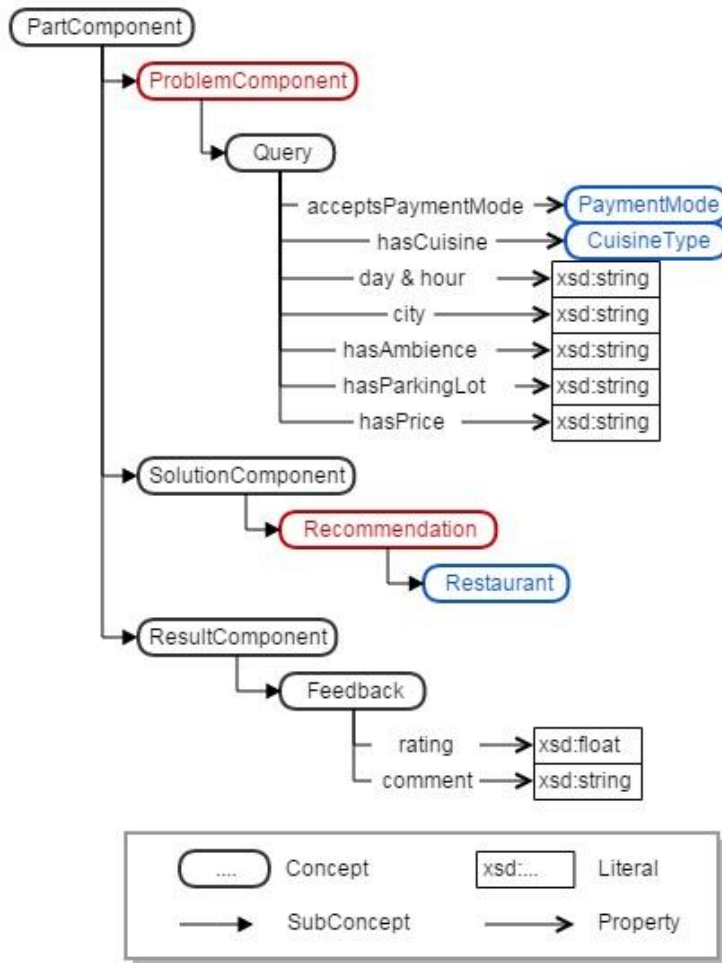 PartComponent
ProblemComponent
Query
acceptsPaymentMode PaymentMode
hasCuisine CuisineType
day & hour xsd:string
city xsd:string
hasAmbience xsd:string
hasParkingLot xsd:string
hasPrice xsd:string
SolutionComponent
Recommendation
Restaurant
ResultComponent
Feedback
rating xsd:float
comment xsd:string
.... Concept xsd:... Literal
SubConcept Property